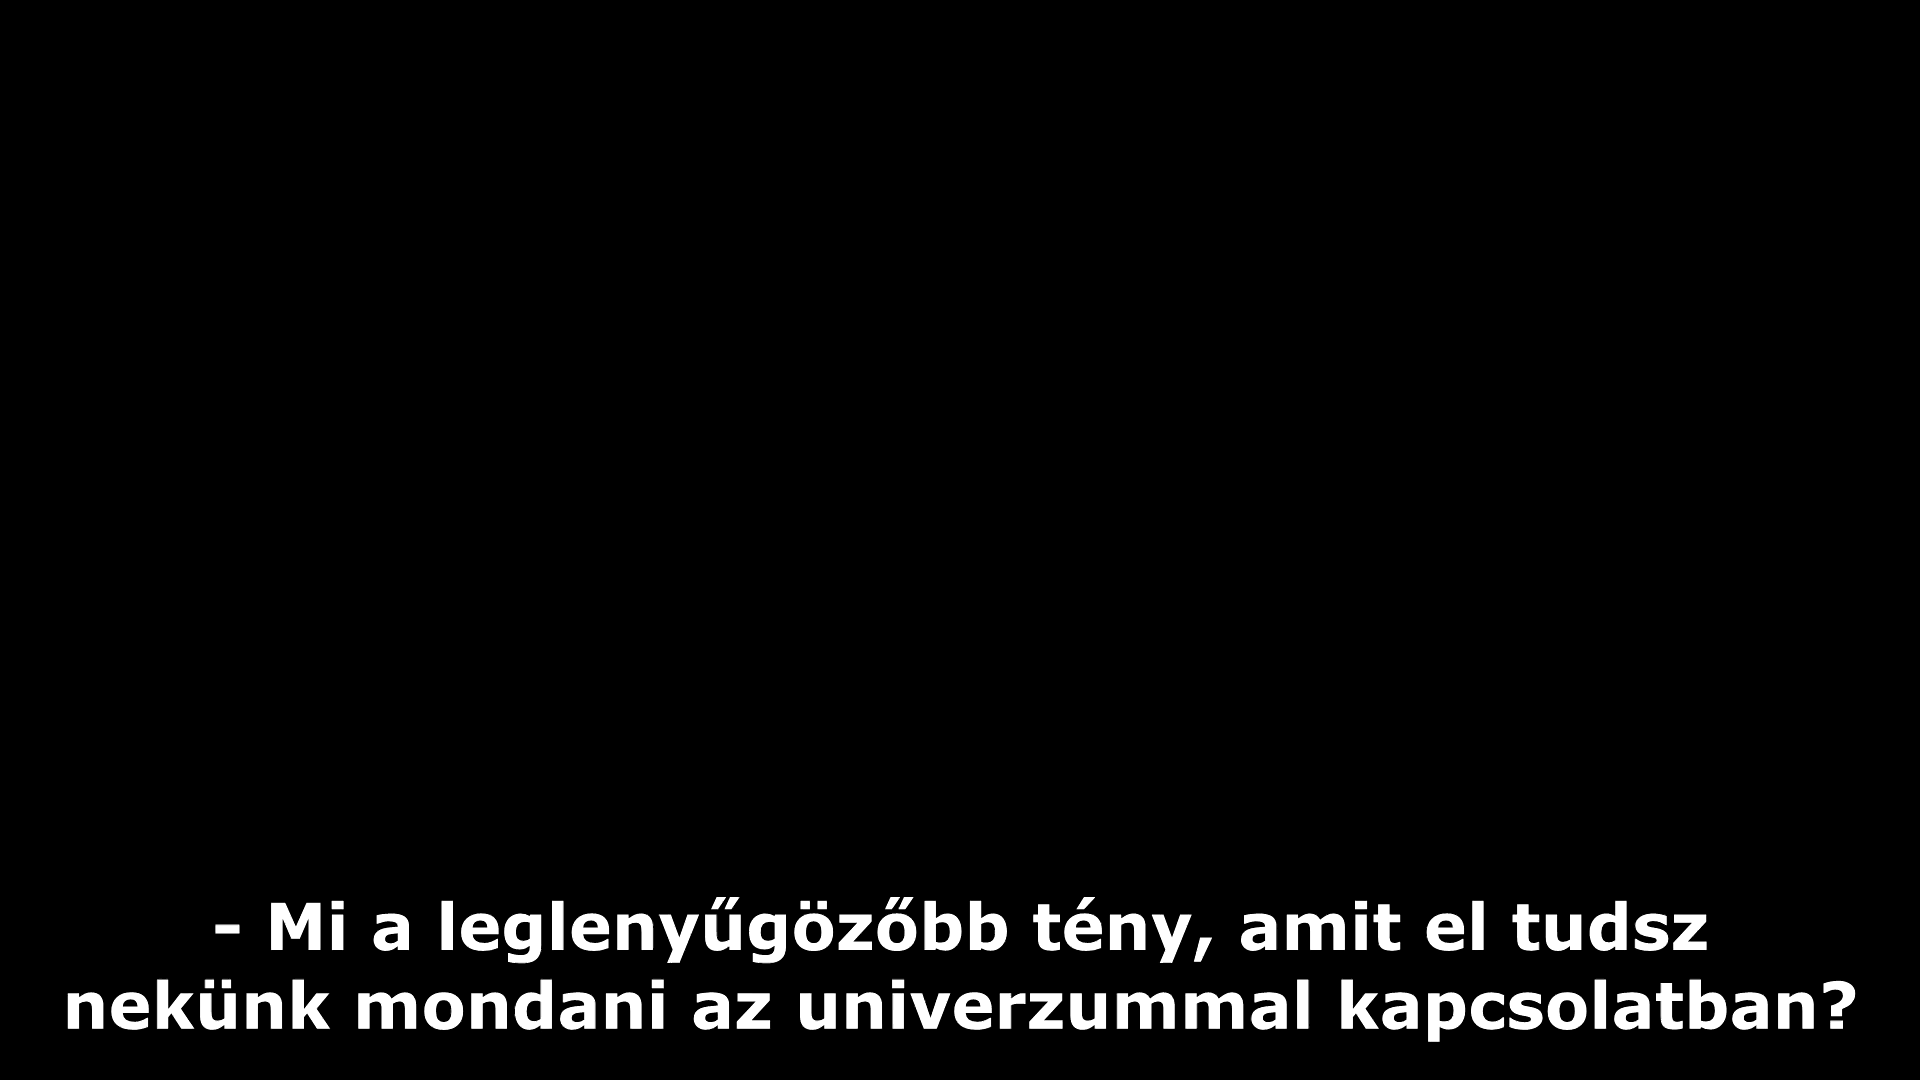 - Mi a leglenyűgözőbb tény, amit el tudsz
nekünk mondani az univerzummal kapcsolatban?